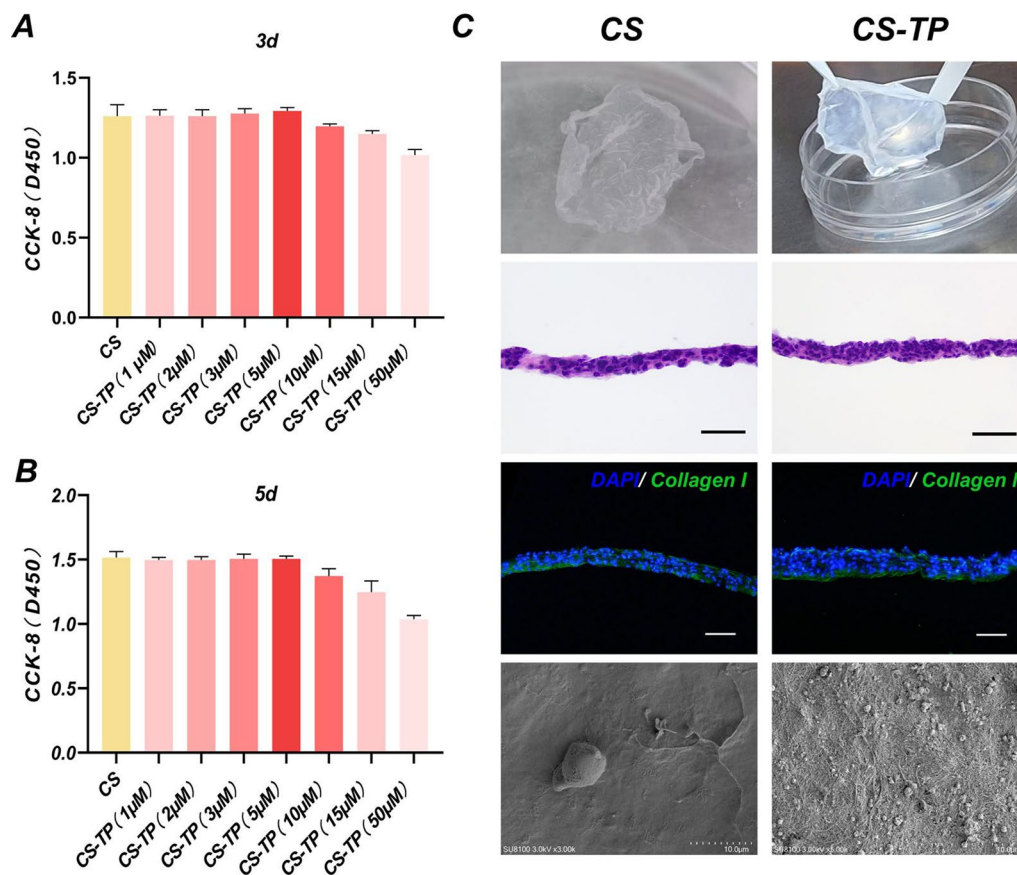 A
3d
1.5
1.0
0.5
0.0
CCK-8 (D450)
CS
CS-TP (1 μM)
CS-TP (2μM)
CS-TP (3μM)
CS-TP (5μM)
CS-TP (10μM)
CS-TP (15μM)
CS-TP (50μM)
B
5d
2.0
1.5
1.0
0.5
0.0
CCK-8 (D450)
CS
CS-TP (1μM)
CS-TP (2μM)
CS-TP (3μM)
CS-TP (5μM)
CS-TP (10μM)
CS-TP (15μM)
CS-TP (50μM)
C
CS
CS-TP
DAPI/ Collagen I
DAPI/ Collagen I
SU8100 3.0kV x3.00k
10.0μm
SU8100 3.0kV x5.00k
10.0μm